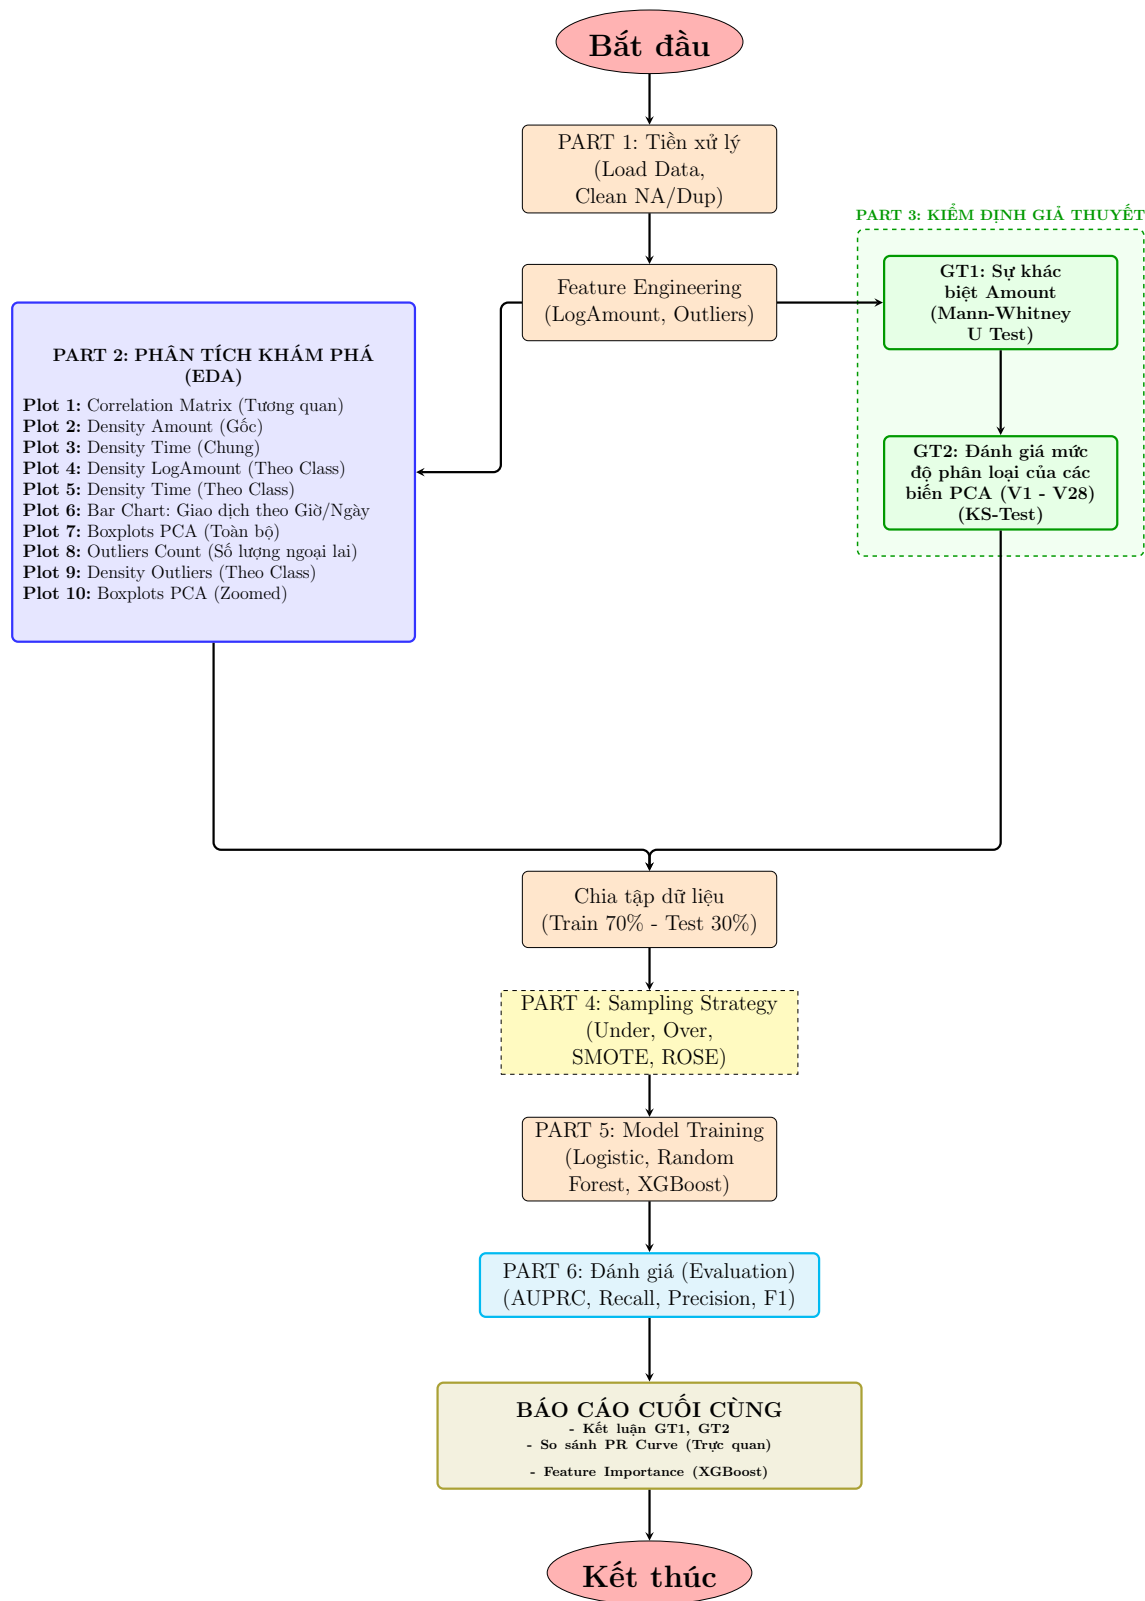 Bắt đầu
PART 1: Tiền xử lý
(Load Data,
Clean NA/Dup)
Feature Engineering
(LogAmount, Outliers)
PART 2: PHÂN TÍCH KHÁM PHÁ
(EDA)
Plot 1: Correlation Matrix (Tương quan)
Plot 2: Density Amount (Gốc)
Plot 3: Density Time (Chung)
Plot 4: Density LogAmount (Theo Class)
Plot 5: Density Time (Theo Class)
Plot 6: Bar Chart: Giao dịch theo Giờ/Ngày
Plot 7: Boxplots PCA (Toàn bộ)
Plot 8: Outliers Count (Số lượng ngoại lai)
Plot 9: Density Outliers (Theo Class)
Plot 10: Boxplots PCA (Zoomed)
PART 3: KIỂM ĐỊNH GIẢ THUYẾT
GT1: Sự khác
biệt Amount
(Mann-Whitney
U Test)
GT2: Đánh giá mức
độ phân loại của các
biến PCA (V1 - V28)
(KS-Test)
Chia tập dữ liệu
(Train 70% - Test 30%)
PART 4: Sampling Strategy
(Under, Over,
SMOTE, ROSE)
PART 5: Model Training
(Logistic, Random
Forest, XGBoost)
PART 6: Đánh giá (Evaluation)
(AUPRC, Recall, Precision, F1)
BÁO CÁO CUỐI CÙNG
- Kết luận GT1, GT2
- So sánh PR Curve (Trực quan)
- Feature Importance (XGBoost)
Kết thúc